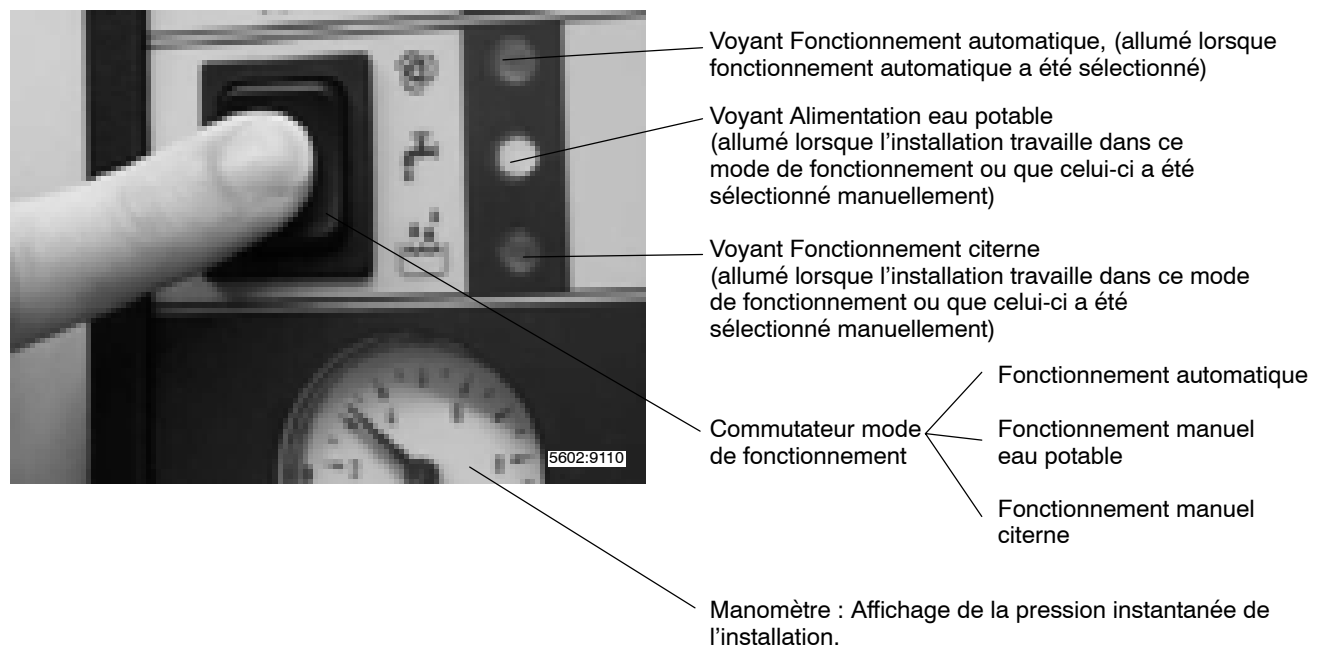 Voyant Fonctionnement automatique, (allumé lorsque
fonctionnement automatique a été sélectionné)
Voyant Alimentation eau potable
(allumé lorsque l'installation travaille dans ce
mode de fonctionnement ou que celui-ci a été
sélectionné manuellement)
Voyant Fonctionnement citerne
(allumé lorsque l'installation travaille dans ce mode
de fonctionnement ou que celui-ci a été
sélectionné manuellement)
Fonctionnement automatique
Commutateur mode
de fonctionnement
Fonctionnement manuel
eau potable
Fonctionnement manuel
citerne
5602:9110
Manomètre : Affichage de la pression instantanée de
l'installation.